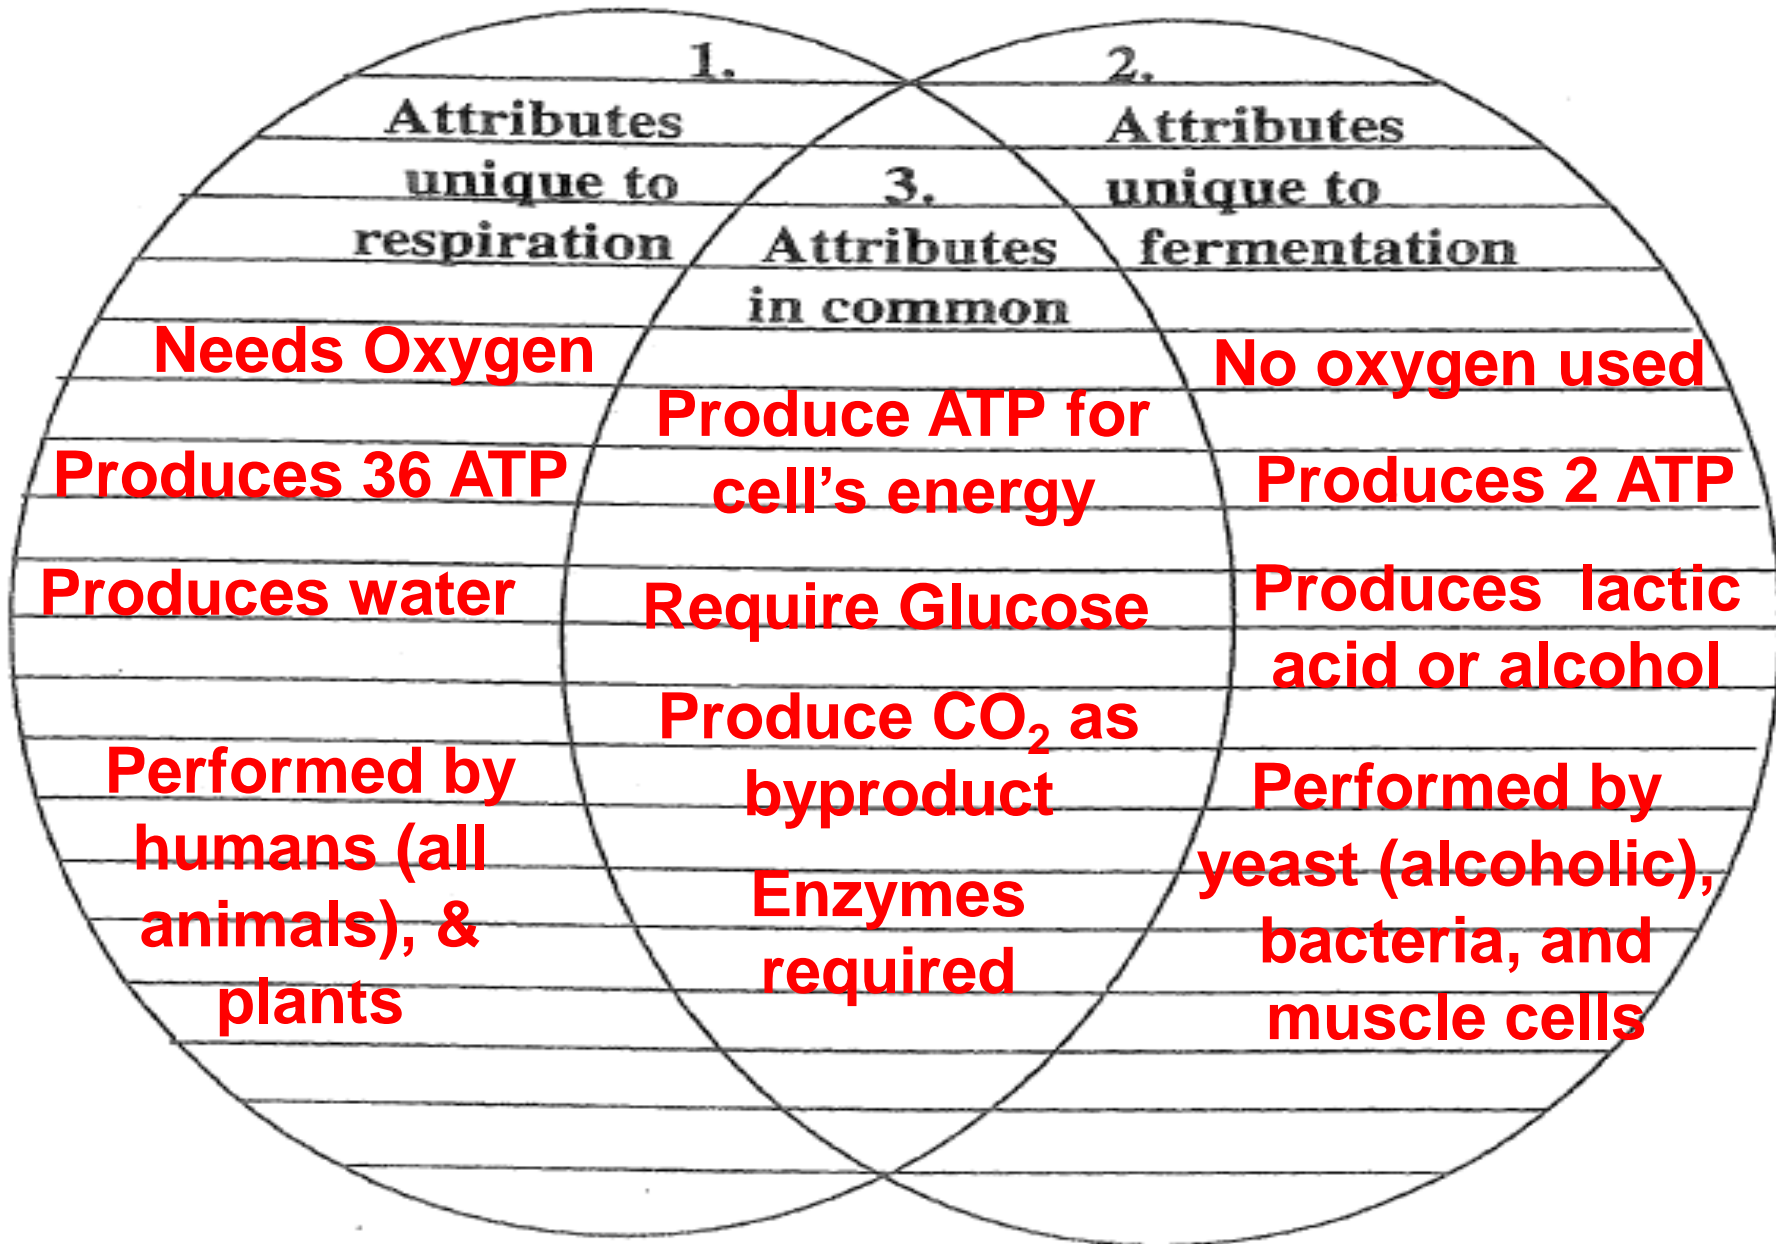 1.
Attributes
unique to
respiration
Needs Oxygen
Produces 36 ATP
Produces water
Performed by
humans (all
animals), &
plants
3.
Attributes
in common
Produce ATP for
cell’s energy
Require Glucose
Produce CO₂ as
byproduct
Enzymes
required
2.
Attributes
unique to
fermentation
No oxygen used
Produces 2 ATP
Produces lactic
acid or alcohol
Performed by
yeast (alcoholic),
bacteria, and
muscle cells